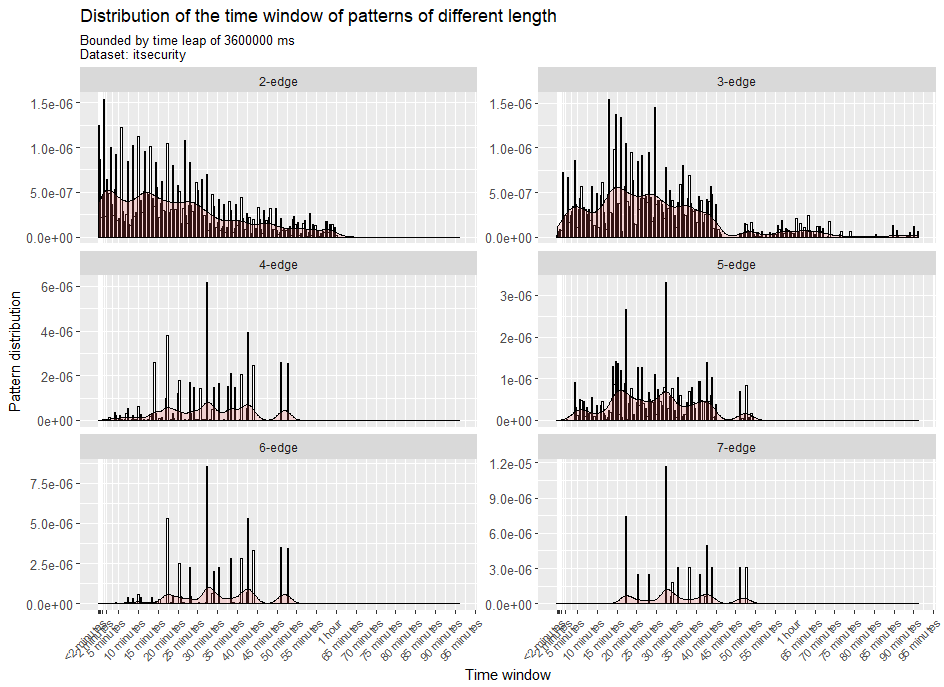 Distribution of the time window of patterns of different length
Bounded by time leap of 3600000 ms
Dataset: itsecurity
2-edge
3-edge
1.5e-06
1.0e-06
5.0e-07
0.0e+00
1.5e-06
1.0e-06
5.0e-07
0.0e+00
4-edge
5-edge
6e-06
4e-06
2e-06
0e+00
3e-06
2e-06
1e-06
0e+00
Pattern distribution
6-edge
7-edge
7.5e-06
5.0e-06
2.5e-06
0.0e+00
1.2e-05
9.0e-06
6.0e-06
3.0e-06
0.0e+00
2 minutes
5 minutes
10 minutes
15 minutes
20 minutes
25 minutes
30 minutes
35 minutes
40 minutes
45 minutes
50 minutes
55 minutes
1 hour
65 minutes
70 minutes
75 minutes
80 minutes
85 minutes
90 minutes
95 minutes
2 minutes
5 minutes
10 minutes
15 minutes
20 minutes
25 minutes
30 minutes
35 minutes
40 minutes
45 minutes
50 minutes
55 minutes
1 hour
65 minutes
70 minutes
75 minutes
80 minutes
85 minutes
90 minutes
95 minutes
Time window